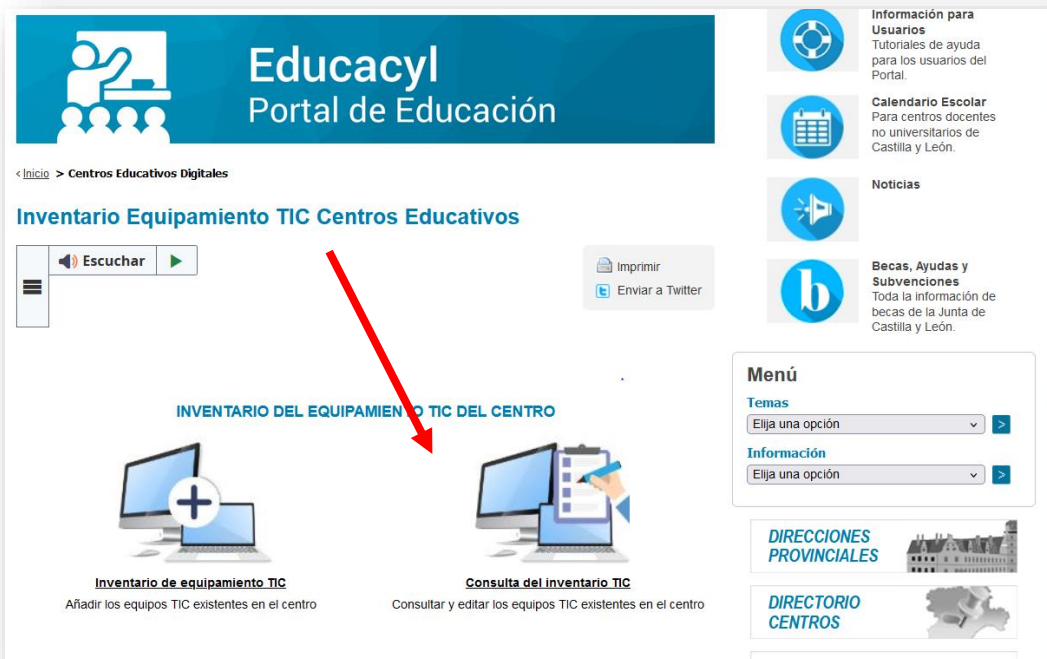 Educacyl
Portal de Educación
<Inicio > Centros Educativos Digitales
Inventario Equipamiento TIC Centros Educativos
Escuchar
Imprimir
Enviar a Twitter
INVENTARIO DEL EQUIPAMIENTO TIC DEL CENTRO
Inventario de equipamiento TIC
Añadir los equipos TIC existentes en el centro
Consulta del inventario TIC
Consultar y editar los equipos TIC existentes en el centro
Información para
Usuarios
Tutoriales de ayuda
para los usuarios del
Portal.
Calendario Escolar
Para centros docentes
no universitarios de
Castilla y León.
Noticias
b
Becas, Ayudas y
Subvenciones
Toda la información de
becas de la Junta de
Castilla y León.
Menú
Temas
Elija una opción
>
Información
Elija una opción
>
DIRECCIONES
PROVINCIALES
DIRECTORIO
CENTROS